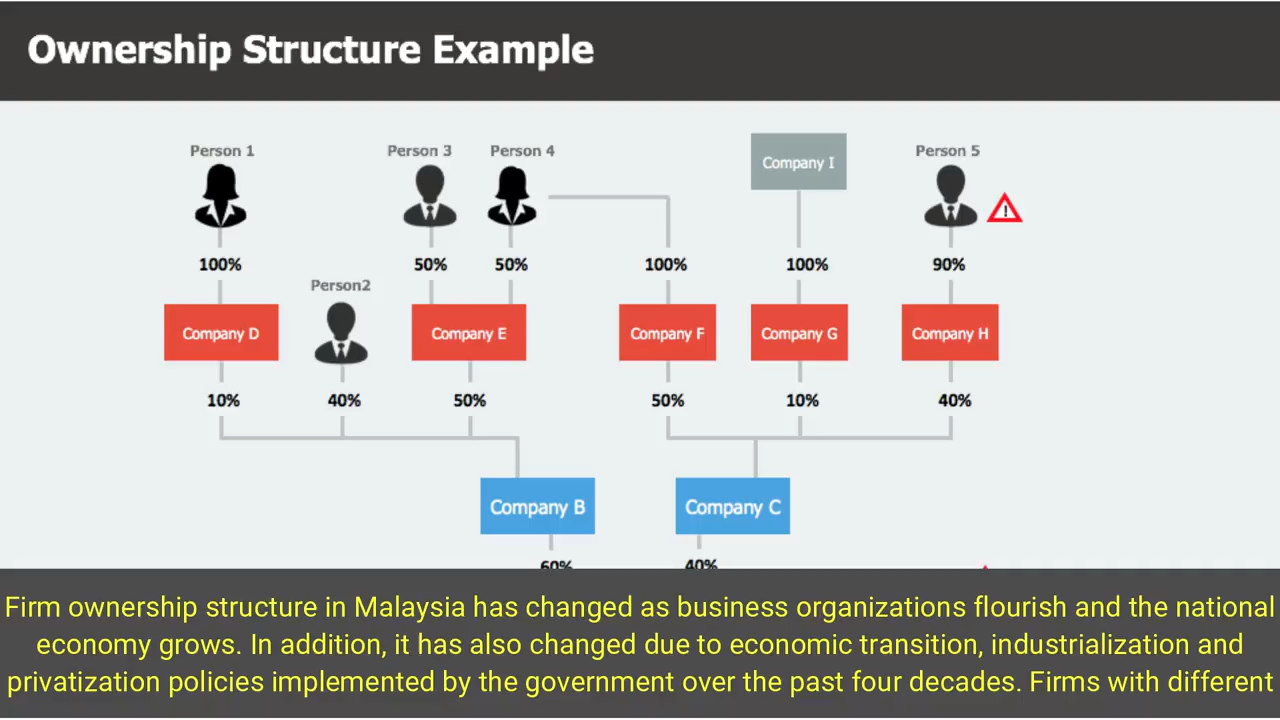 Ownership Structure Example
Person 1
Person 3
Person 4
Company I
Person 5
!
100%
50%
50%
100%
100%
90%
Person2
Company D
Company E
Company F
Company G
Company H
10%
40%
50%
50%
10%
40%
Company B
Company C
60%
40%
Firm ownership structure in Malaysia has changed as business organizations flourish and the national
economy grows. In addition, it has also changed due to economic transition, industrialization and
privatization policies implemented by the government over the past four decades. Firms with different